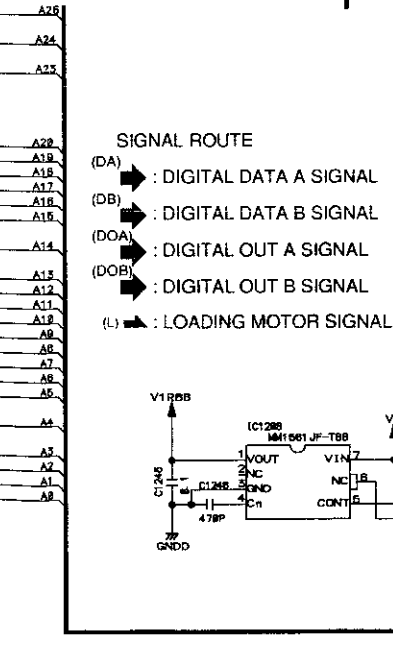 A26
A24
A23
A20
A19
A18
A17
A16
A15
A14
A13
A12
A11
A10
A9
A8
A7
A6
A5
A4
A3
A2
A1
A0
SIGNAL ROUTE
(DA) : DIGITAL DATA A SIGNAL
(DB) : DIGITAL DATA B SIGNAL
(DOA) : DIGITAL OUT A SIGNAL
(DOB) : DIGITAL OUT B SIGNAL
(L) : LOADING MOTOR SIGNAL
V1R8B
V
MM1561JF-T88
1 VOUT VIN 7
2 NC
NC 6
3 GND
4 Cn CONT 5
C1245
C1246
470P
GNDD